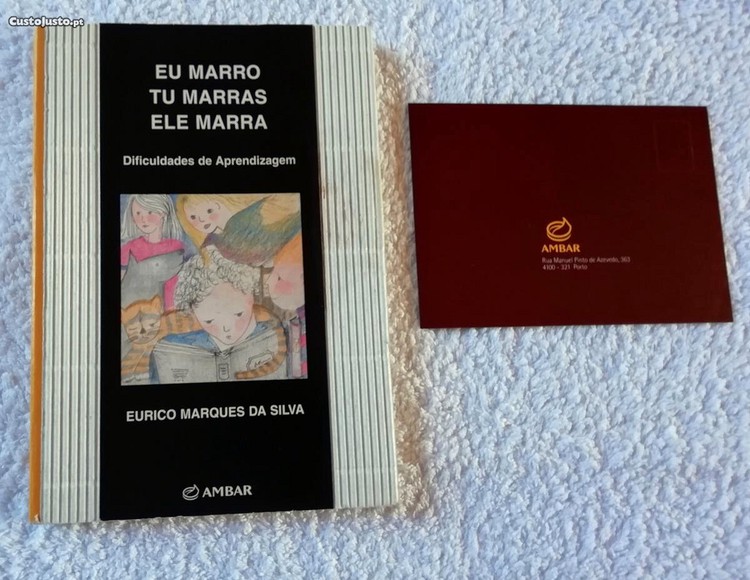 CustoJusto.pt
EU MARRO
TU MARRAS
ELE MARRA
Dificuldades de Aprendizagem
EURICO MARQUES DA SILVA
AMBAR
AMBAR
Rua Manuel Pinto de Azevedo, 363
4100 - 321 Porto